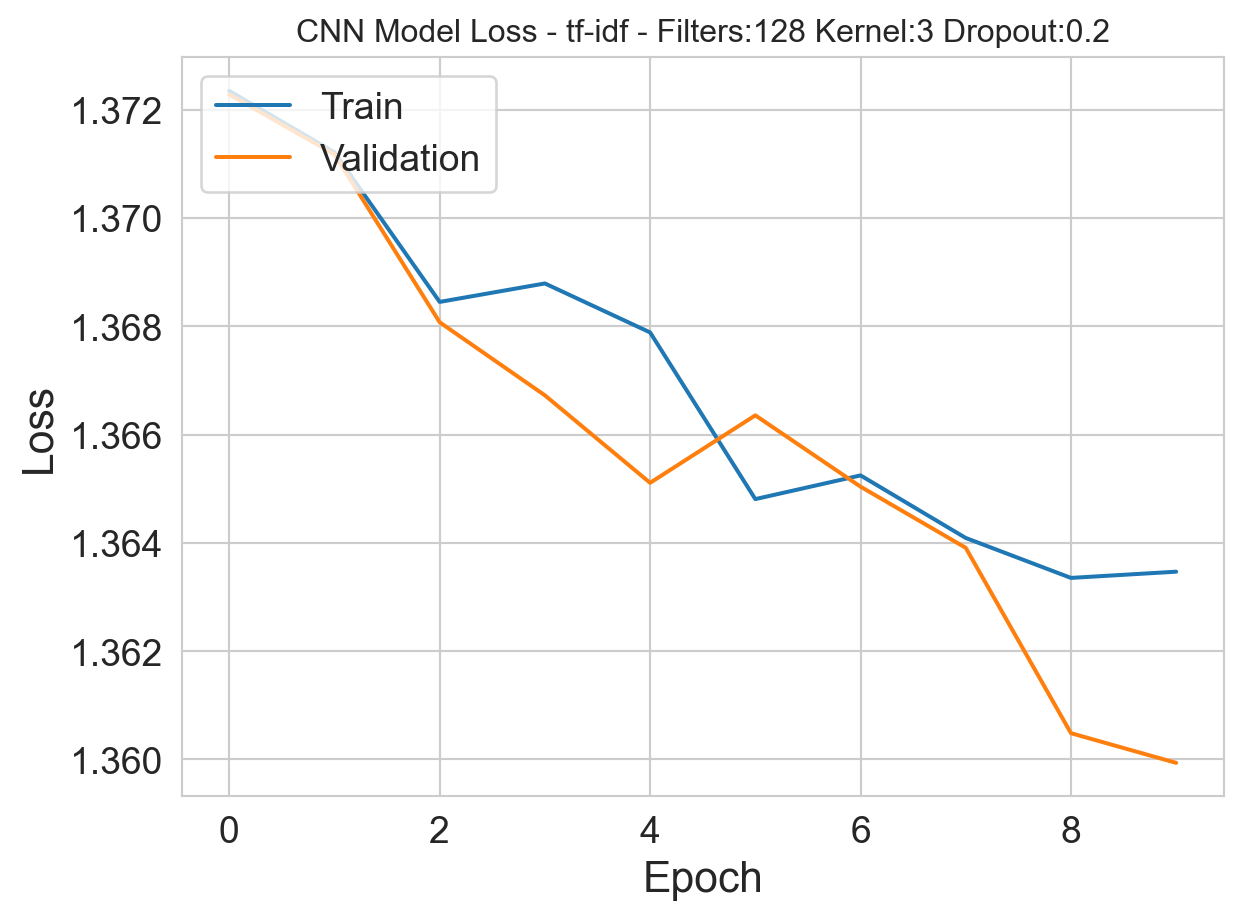 CNN Model Loss - tf-idf - Filters:128 Kernel:3 Dropout:0.2
Train
Validation
1.372
1.370
1.368
1.366
1.364
1.362
1.360
Loss
0 2 4 6 8
Epoch